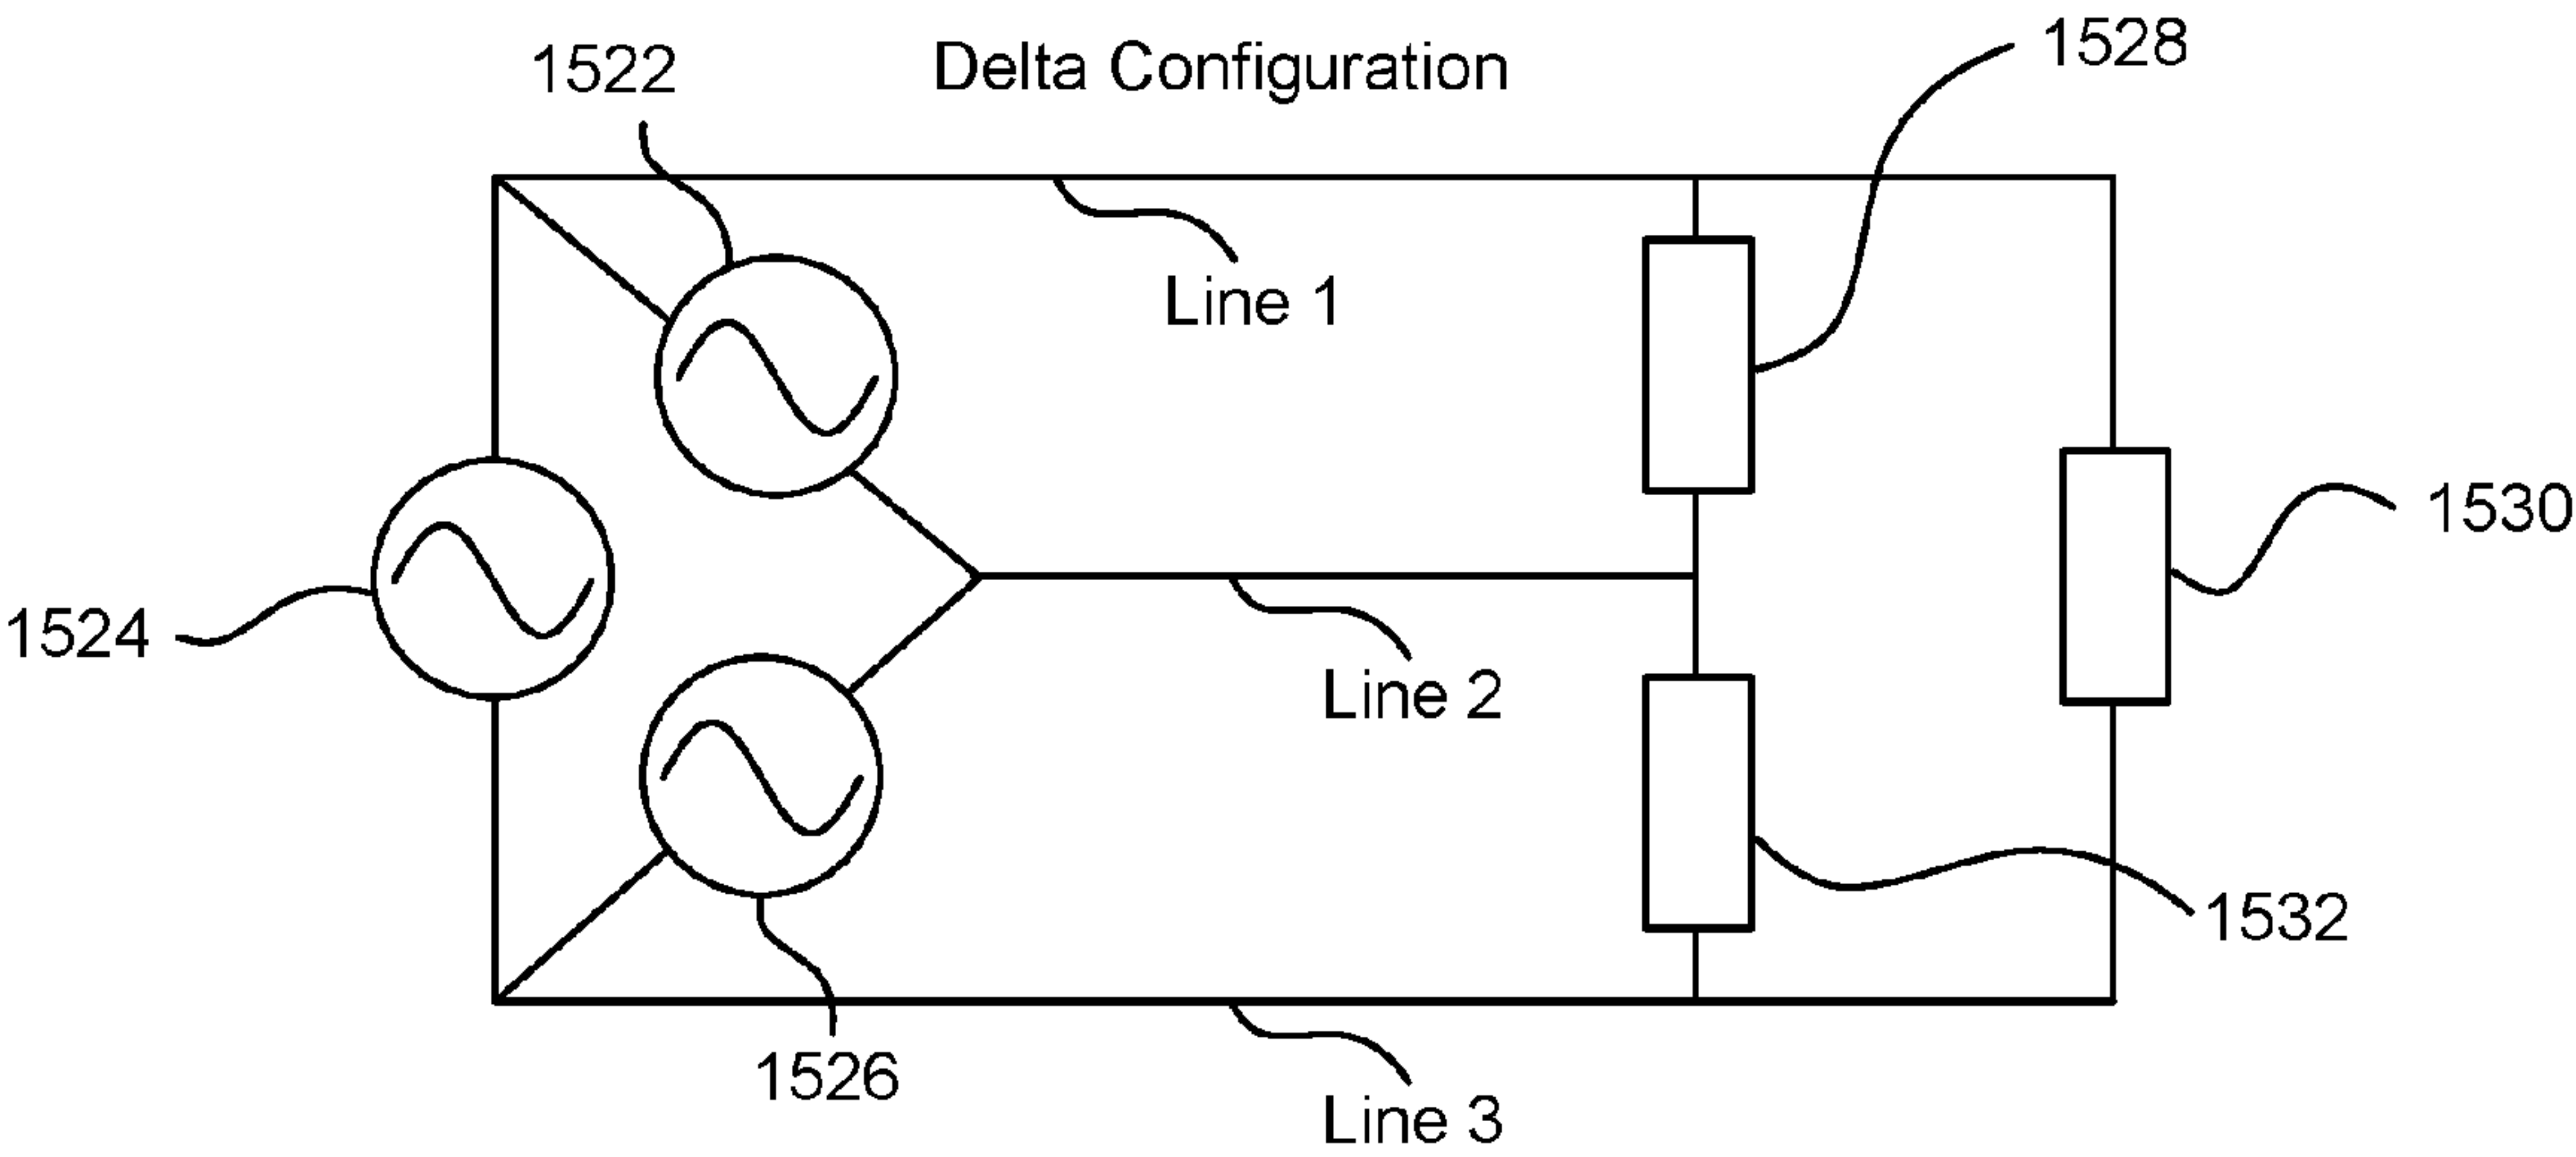 1522
Delta Configuration
1528
Line 1
1530
1524
Line 2
1532
1526
Line 3